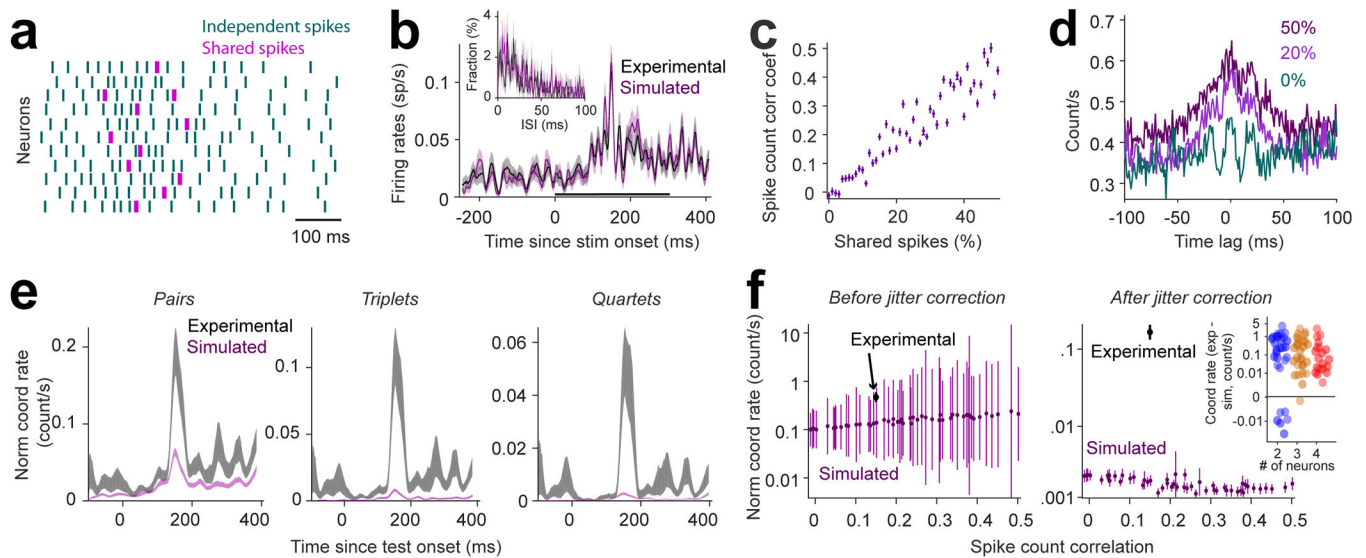 a
Independent spikes
Shared spikes
Neurons
100 ms
b
Fraction (%)
4
2
0
0
50
100
ISI (ms)
Experimental
Simulated
Firing rates (sp/s)
0.1
0.05
0
-200
0
200
400
Time since stim onset (ms)
c
Spike count corr coef
0.5
0.4
0.3
0.2
0.1
0
0
20
40
Shared spikes (%)
d
50%
20%
0%
Count/s
0.7
0.6
0.5
0.4
0.3
-100
-50
0
50
100
Time lag (ms)
e
Pairs
Triplets
Quartets
Experimental
Simulated
Norm coord rate
(count/s)
0.2
0.1
0
0
200
400
0.1
0.05
0
0
200
400
0.06
0.04
0.02
0
0
200
400
Time since test onset (ms)
f
Before jitter correction
After jitter correction
Norm coord rate (count/s)
10
1
0.1
0.01
Experimental
Simulated
0
0.1
0.2
0.3
0.4
0.5
.1
.01
.001
Experimental
Simulated
0
0.1
0.2
0.3
0.4
0.5
Coord rate (exp -
sim, count/s)
5
1
0.1
0.01
0
-0.01
2
3
4
# of neurons
Spike count correlation